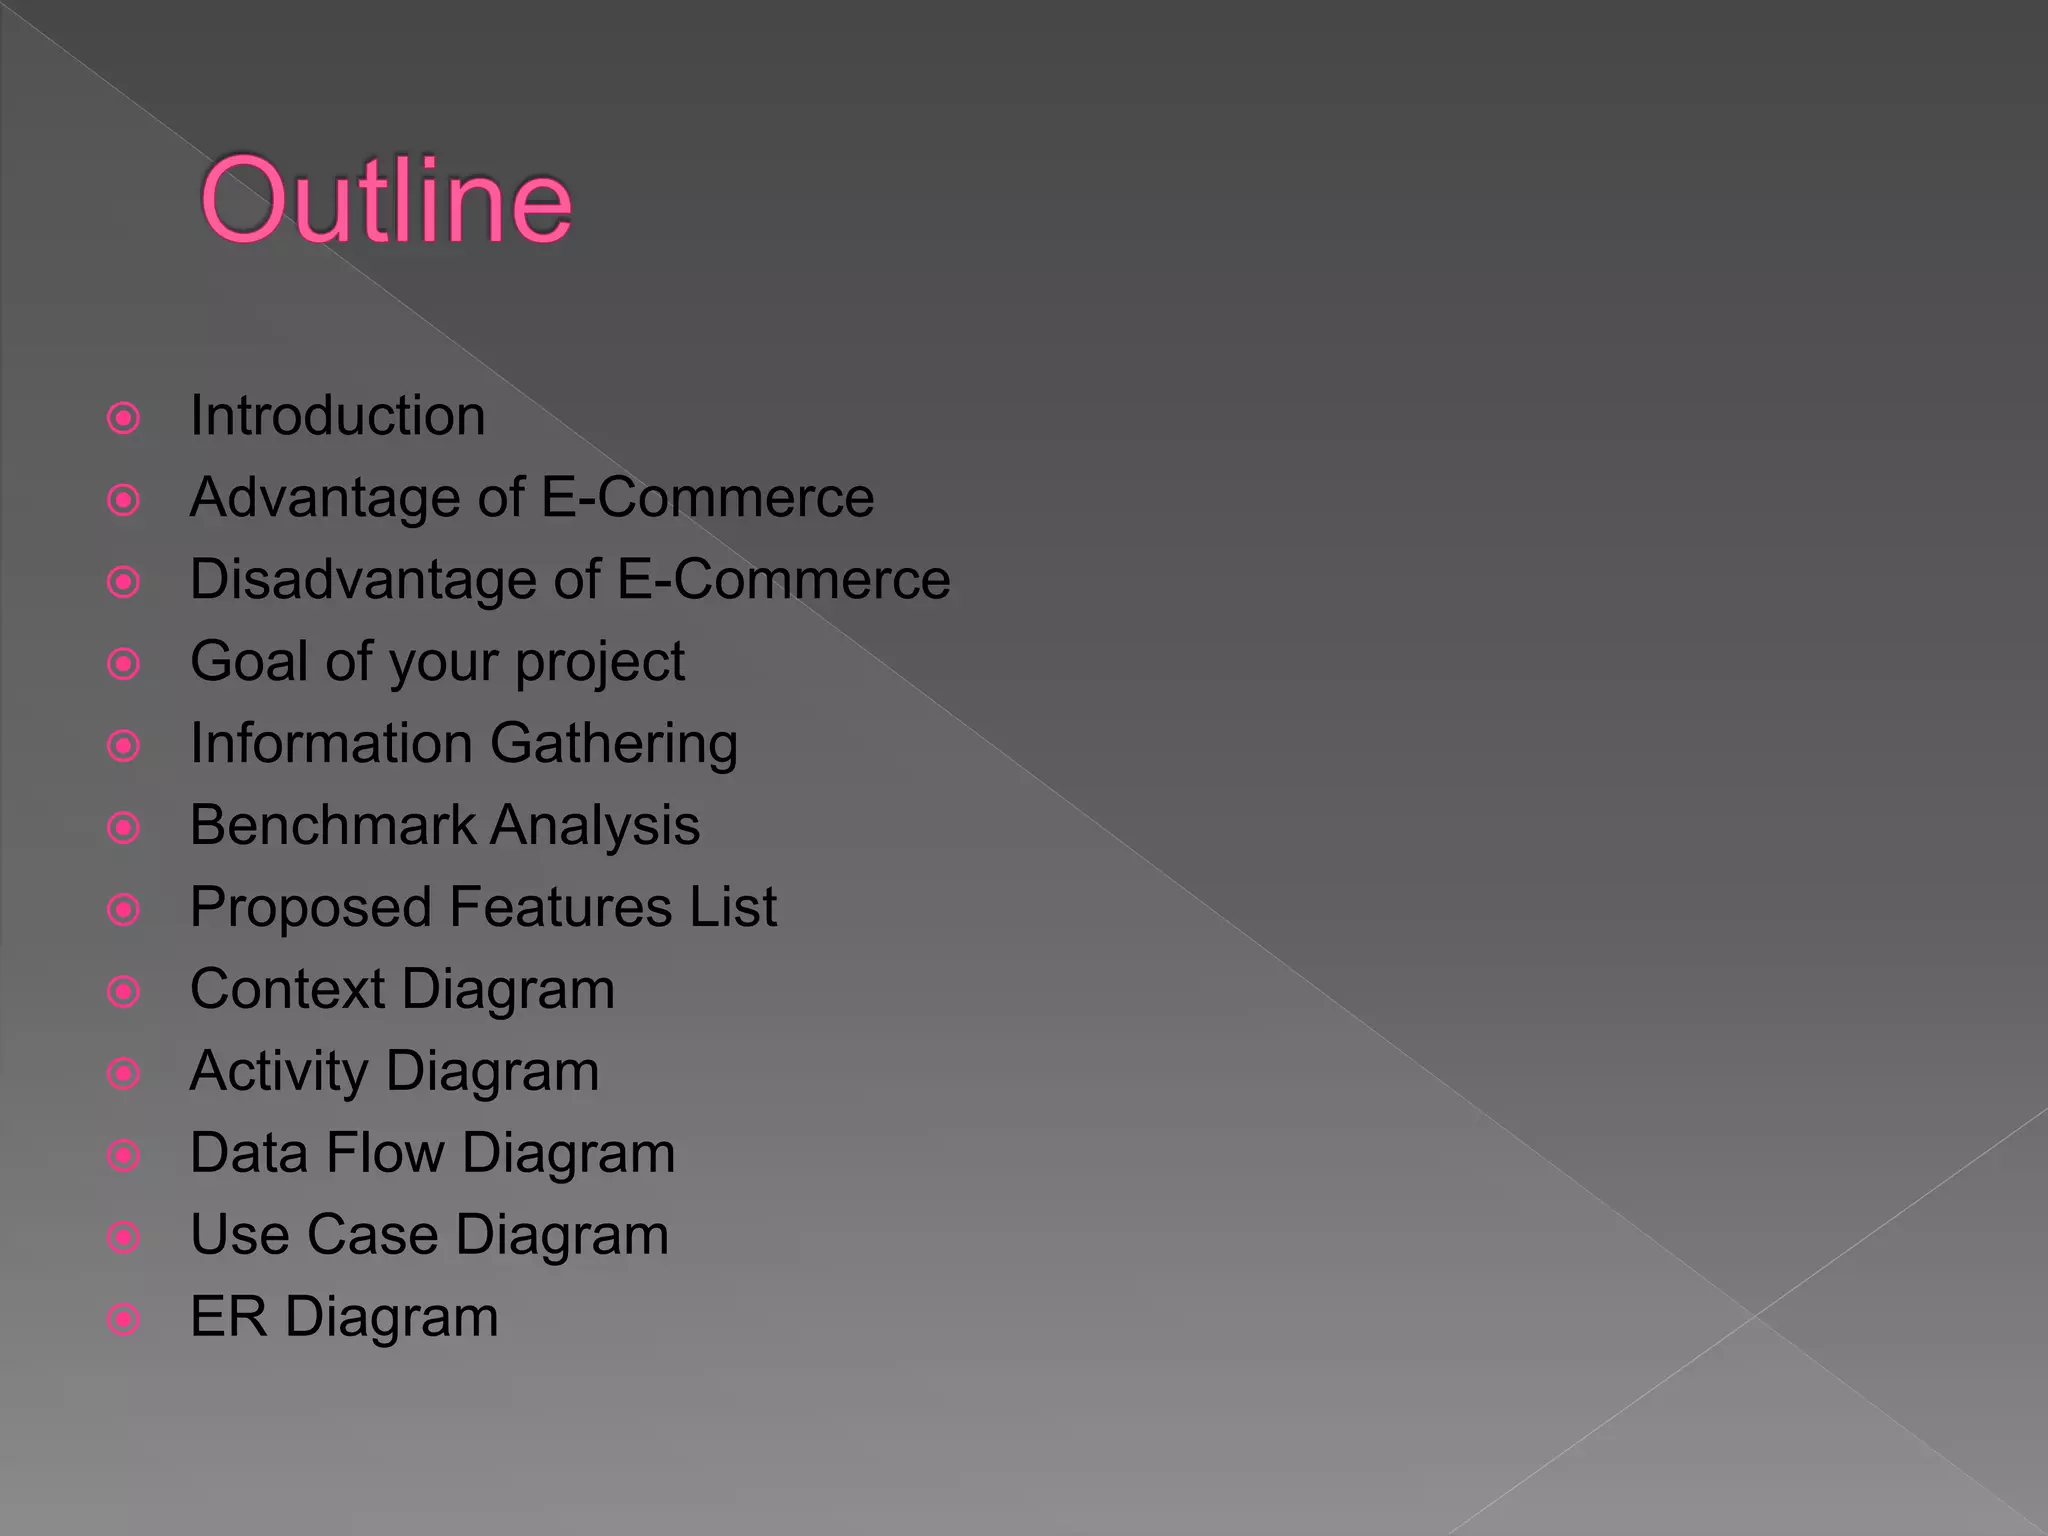 Outline
Introduction
Advantage of E-Commerce
Disadvantage of E-Commerce
Goal of your project
Information Gathering
Benchmark Analysis
Proposed Features List
Context Diagram
Activity Diagram
Data Flow Diagram
Use Case Diagram
ER Diagram